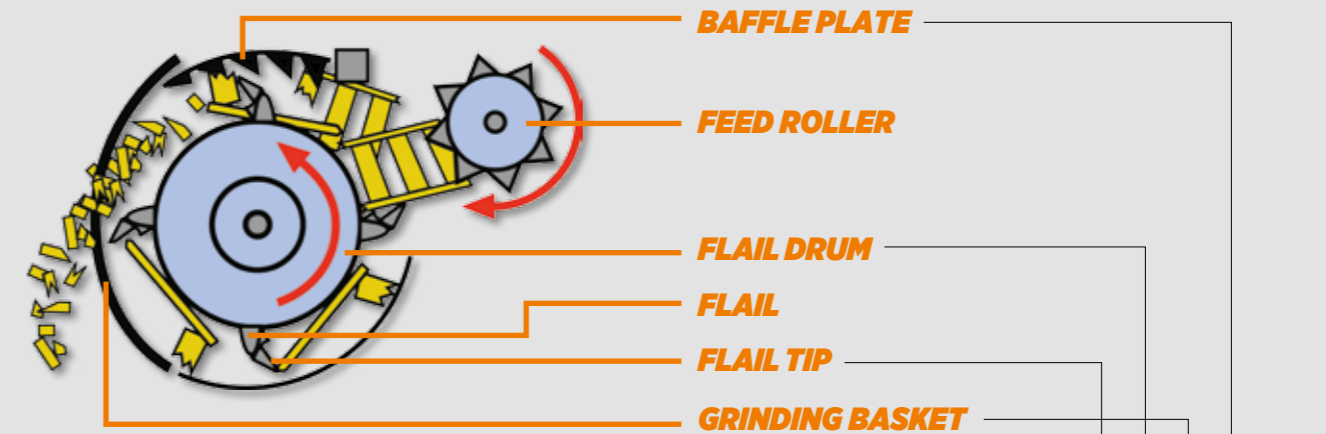 BAFFLE PLATE
FEED ROLLER
FLAIL DRUM
FLAIL
FLAIL TIP
GRINDING BASKET